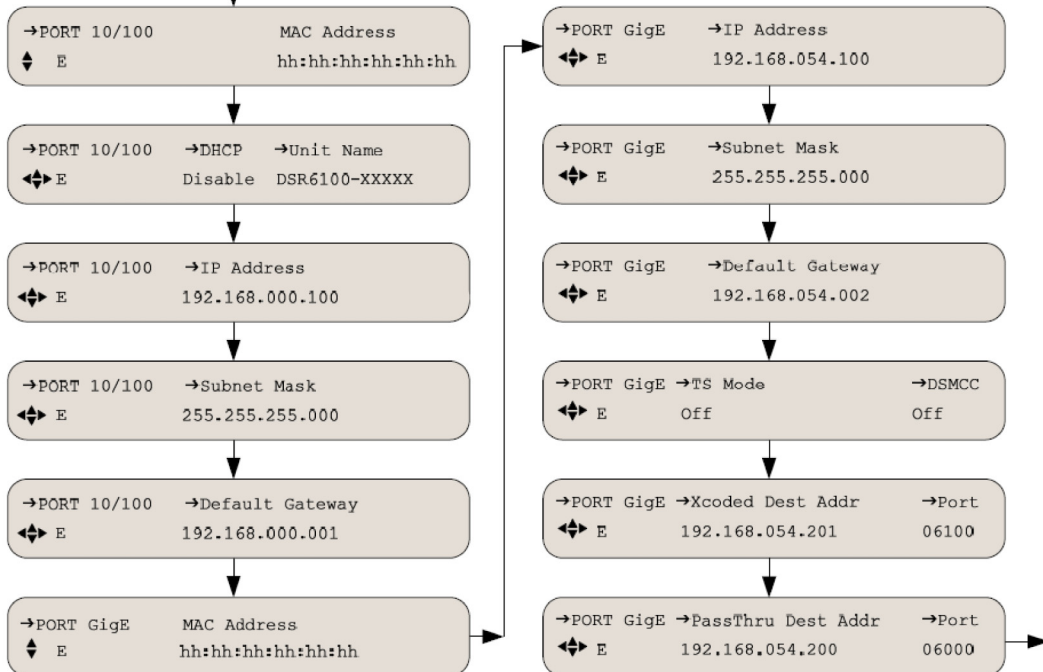 →PORT 10/100 MAC Address
E hh:hh:hh:hh:hh:hh
→PORT 10/100 →DHCP →Unit Name
E Disable DSR6100-XXXXX
→PORT 10/100 →IP Address
E 192.168.000.100
→PORT 10/100 →Subnet Mask
E 255.255.255.000
→PORT 10/100 →Default Gateway
E 192.168.000.001
→PORT GigE MAC Address
E hh:hh:hh:hh:hh:hh
→PORT GigE →IP Address
E 192.168.054.100
→PORT GigE →Subnet Mask
E 255.255.255.000
→PORT GigE →Default Gateway
E 192.168.054.002
→PORT GigE →TS Mode →DSMCC
E Off Off
→PORT GigE →Xcoded Dest Addr →Port
E 192.168.054.201 06100
→PORT GigE →PassThru Dest Addr →Port
E 192.168.054.200 06000